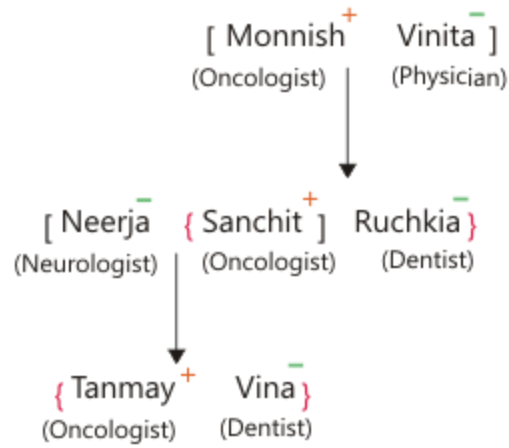 [ Monnish+ Vinita− ]
(Oncologist) (Physician)
[ Neerja− { Sanchit+ ] Ruchkia− }
(Neurologist) (Oncologist) (Dentist)
{ Tanmay+ Vina− }
(Oncologist) (Dentist)